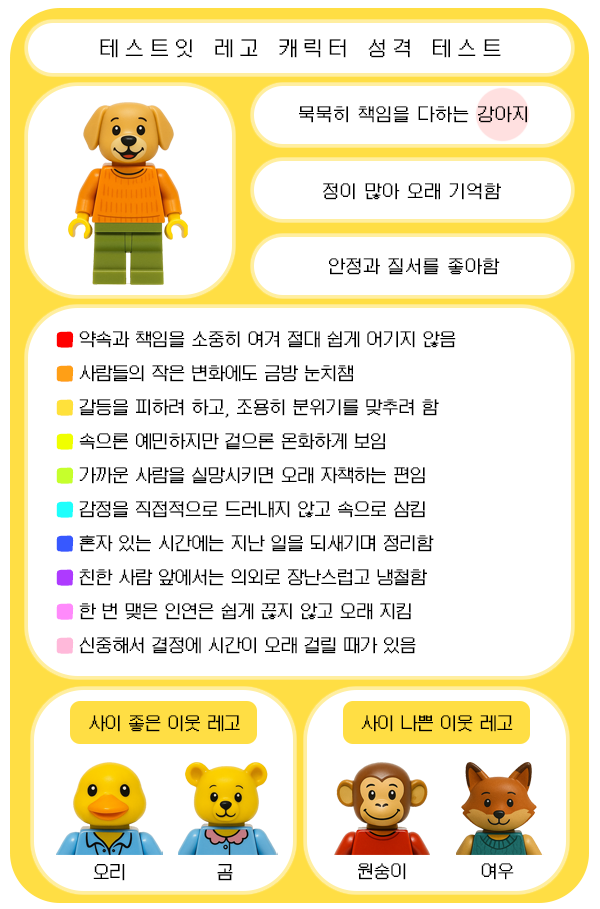 테스트잇 레고 캐릭터 성격 테스트
묵묵히 책임을 다하는 강아지
정이 많아 오래 기억함
안정과 질서를 좋아함
약속과 책임을 소중히 여겨 절대 쉽게 어기지 않음
사람들의 작은 변화에도 금방 눈치챔
갈등을 피하려 하고, 조용히 분위기를 맞추려 함
속으론 예민하지만 겉으론 온화하게 보임
가까운 사람을 실망시키면 오래 자책하는 편임
감정을 직접적으로 드러내지 않고 속으로 삼킴
혼자 있는 시간에는 지난 일을 되새기며 정리함
친한 사람 앞에서는 의외로 장난스럽고 냉철함
한 번 맺은 인연은 쉽게 끊지 않고 오래 지킴
신중해서 결정에 시간이 오래 걸릴 때가 있음
사이 좋은 이웃 레고
오리
곰
사이 나쁜 이웃 레고
원숭이
여우